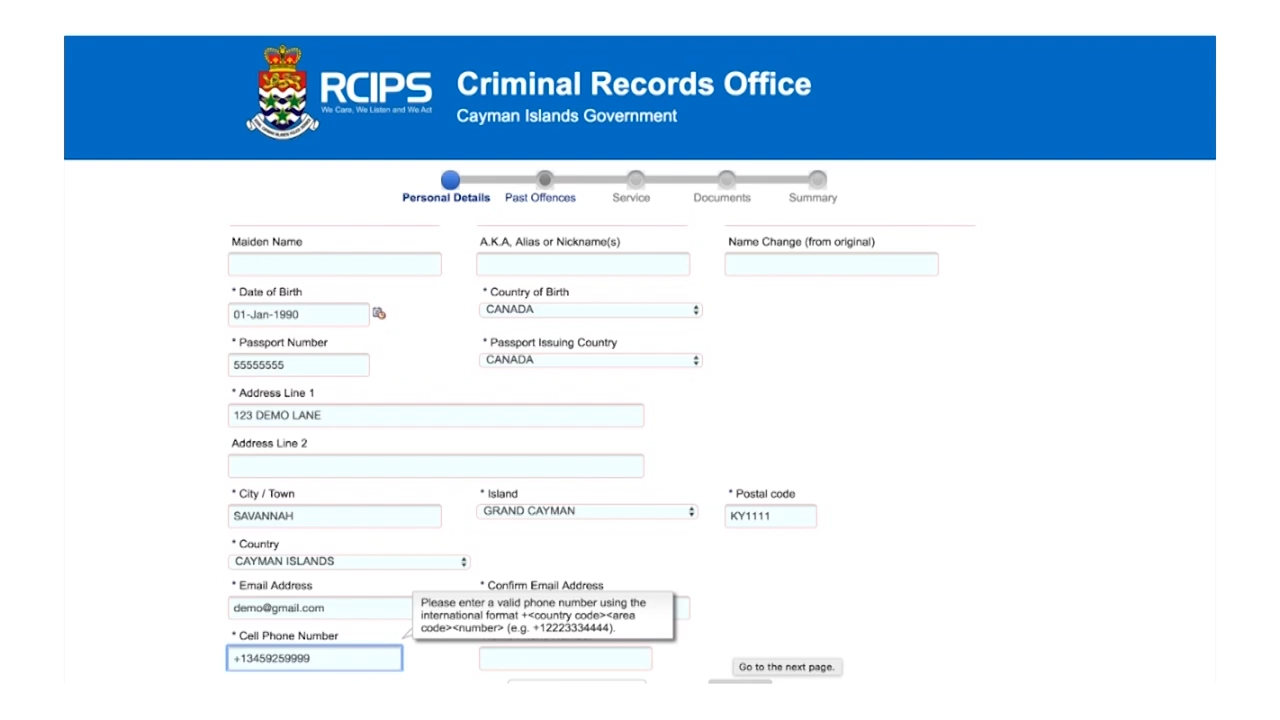 RCIPS
We Care, We Listen and We Act
Criminal Records Office
Cayman Islands Government
Personal Details Past Offences Service Documents Summary
Maiden Name A.K.A, Alias or Nickname(s) Name Change (from original)
* Date of Birth * Country of Birth
01-Jan-1990 CANADA
* Passport Number * Passport Issuing Country
55555555 CANADA
* Address Line 1
123 DEMO LANE
Address Line 2
* City / Town * Island * Postal code
SAVANNAH GRAND CAYMAN KY1111
* Country
CAYMAN ISLANDS
* Email Address * Confirm Email Address
demo@gmail.com
Please enter a valid phone number using the
international format +<country code><area
code><number> (e.g. +12223334444).
* Cell Phone Number
+13459259999
Go to the next page.